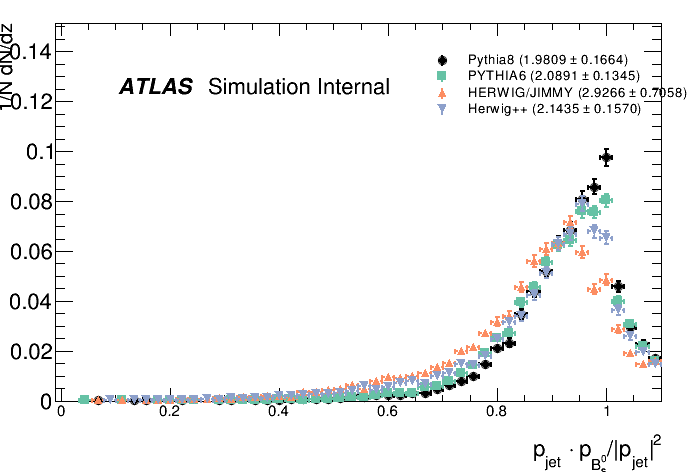 1/N dN/dz
0.14
0.12
0.1
0.08
0.06
0.04
0.02
0
ATLAS Simulation Internal
Pythia8 (1.9809 ± 0.1664)
PYTHIA6 (2.0891 ± 0.1345)
HERWIG/JIMMY (2.9266 ± 0.7058)
Herwig++ (2.1435 ± 0.1570)
0 0.2 0.4 0.6 0.8 1
p_jet · p_B_s^0/|p_jet|^2